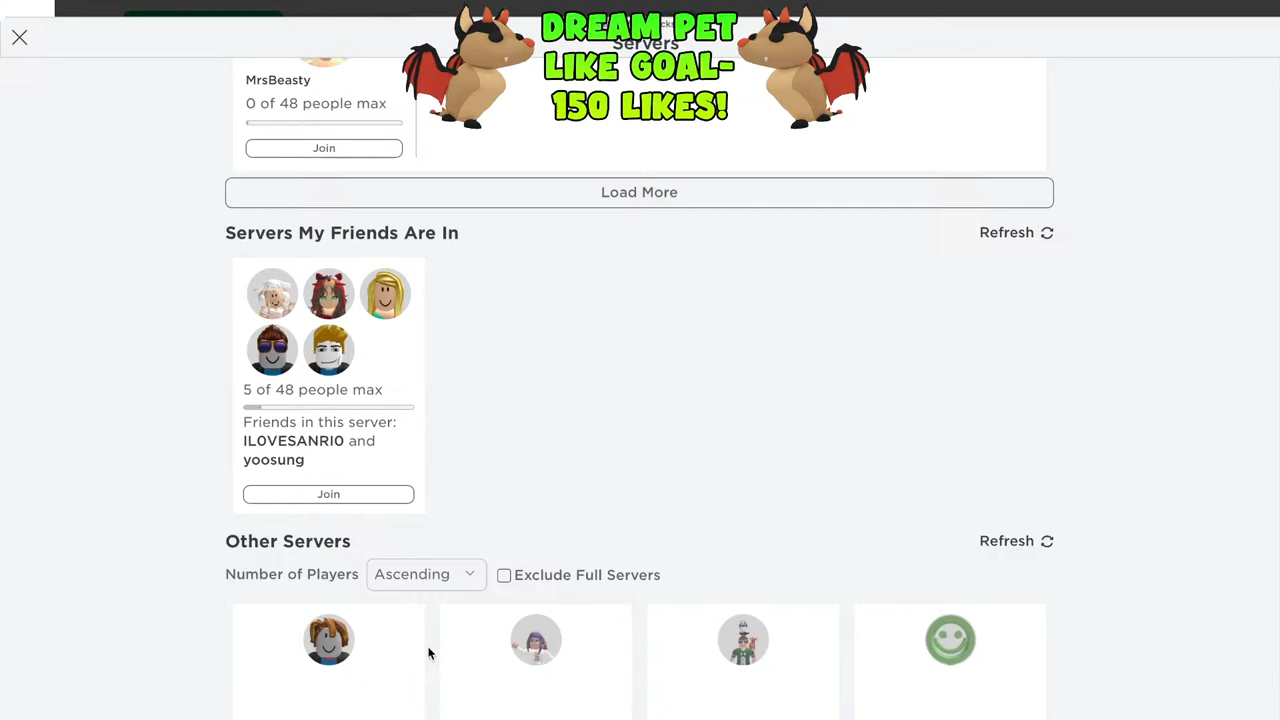 DREAM PET
LIKE GOAL-
150 LIKES!
Servers
MrsBeasty
0 of 48 people max
Join
Load More
Servers My Friends Are In
Refresh
5 of 48 people max
Friends in this server:
IL0VESANRI0 and
yoosung
Join
Other Servers
Refresh
Number of Players
Ascending
Exclude Full Servers